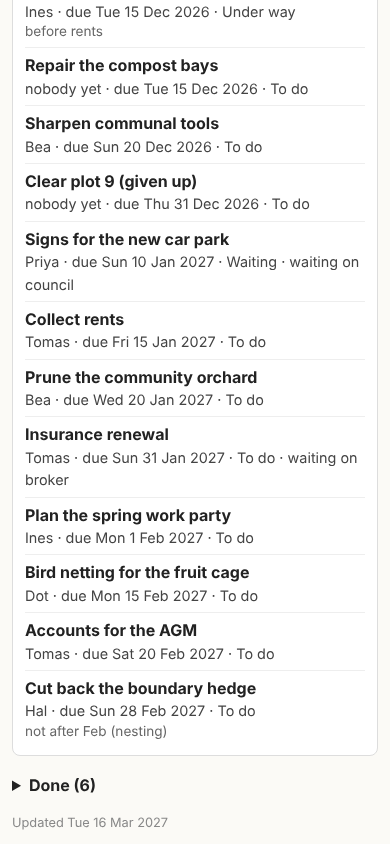 Ines · due Tue 15 Dec 2026 · Under way
before rents
Repair the compost bays
nobody yet · due Tue 15 Dec 2026 · To do
Sharpen communal tools
Bea · due Sun 20 Dec 2026 · To do
Clear plot 9 (given up)
nobody yet · due Thu 31 Dec 2026 · To do
Signs for the new car park
Priya · due Sun 10 Jan 2027 · Waiting · waiting on
council
Collect rents
Tomas · due Fri 15 Jan 2027 · To do
Prune the community orchard
Bea · due Wed 20 Jan 2027 · To do
Insurance renewal
Tomas · due Sun 31 Jan 2027 · To do · waiting on
broker
Plan the spring work party
Ines · due Mon 1 Feb 2027 · To do
Bird netting for the fruit cage
Dot · due Mon 15 Feb 2027 · To do
Accounts for the AGM
Tomas · due Sat 20 Feb 2027 · To do
Cut back the boundary hedge
Hal · due Sun 28 Feb 2027 · To do
not after Feb (nesting)
Done (6)
Updated Tue 16 Mar 2027